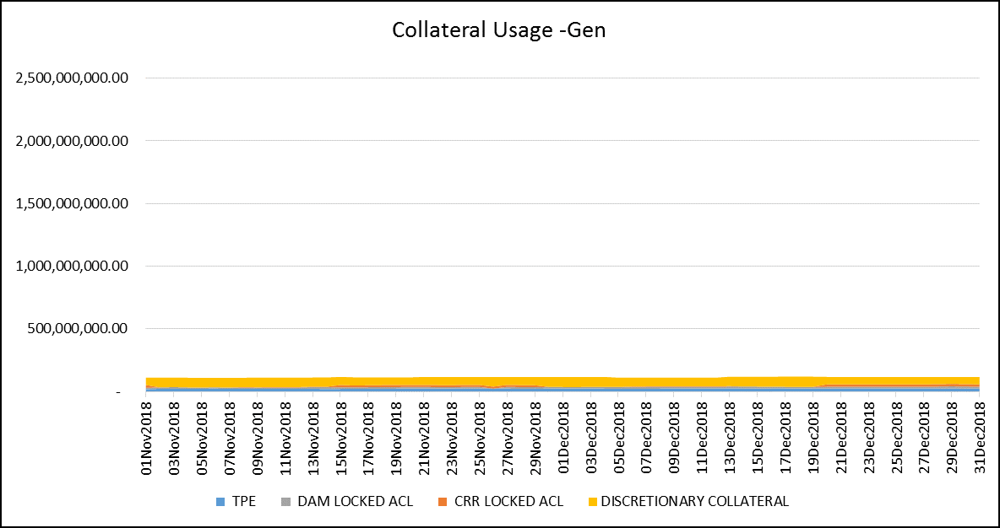 Collateral Usage -Gen
2,500,000,000.00
2,000,000,000.00
1,500,000,000.00
1,000,000,000.00
500,000,000.00
-
01Nov2018
03Nov2018
05Nov2018
07Nov2018
09Nov2018
11Nov2018
13Nov2018
15Nov2018
17Nov2018
19Nov2018
21Nov2018
23Nov2018
25Nov2018
27Nov2018
29Nov2018
01Dec2018
03Dec2018
05Dec2018
07Dec2018
09Dec2018
11Dec2018
13Dec2018
15Dec2018
17Dec2018
19Dec2018
21Dec2018
23Dec2018
25Dec2018
27Dec2018
29Dec2018
31Dec2018
TPE DAM LOCKED ACL CRR LOCKED ACL DISCRETIONARY COLLATERAL